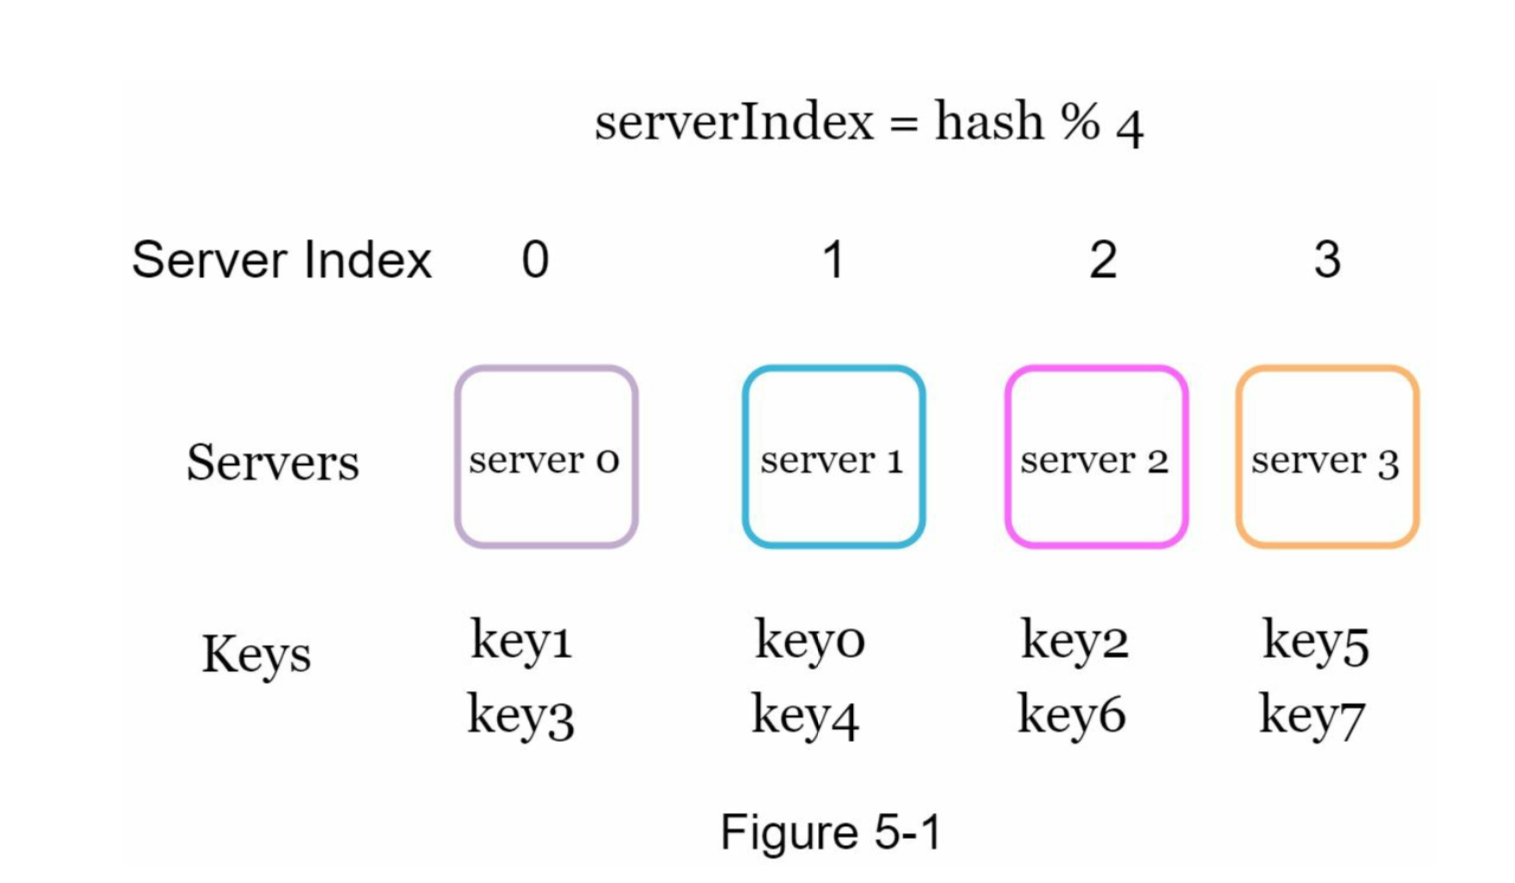 serverIndex = hash % 4
Server Index 0 1 2 3
Servers server 0 server 1 server 2 server 3
Keys key1 key0 key2 key5
key3 key4 key6 key7
Figure 5-1